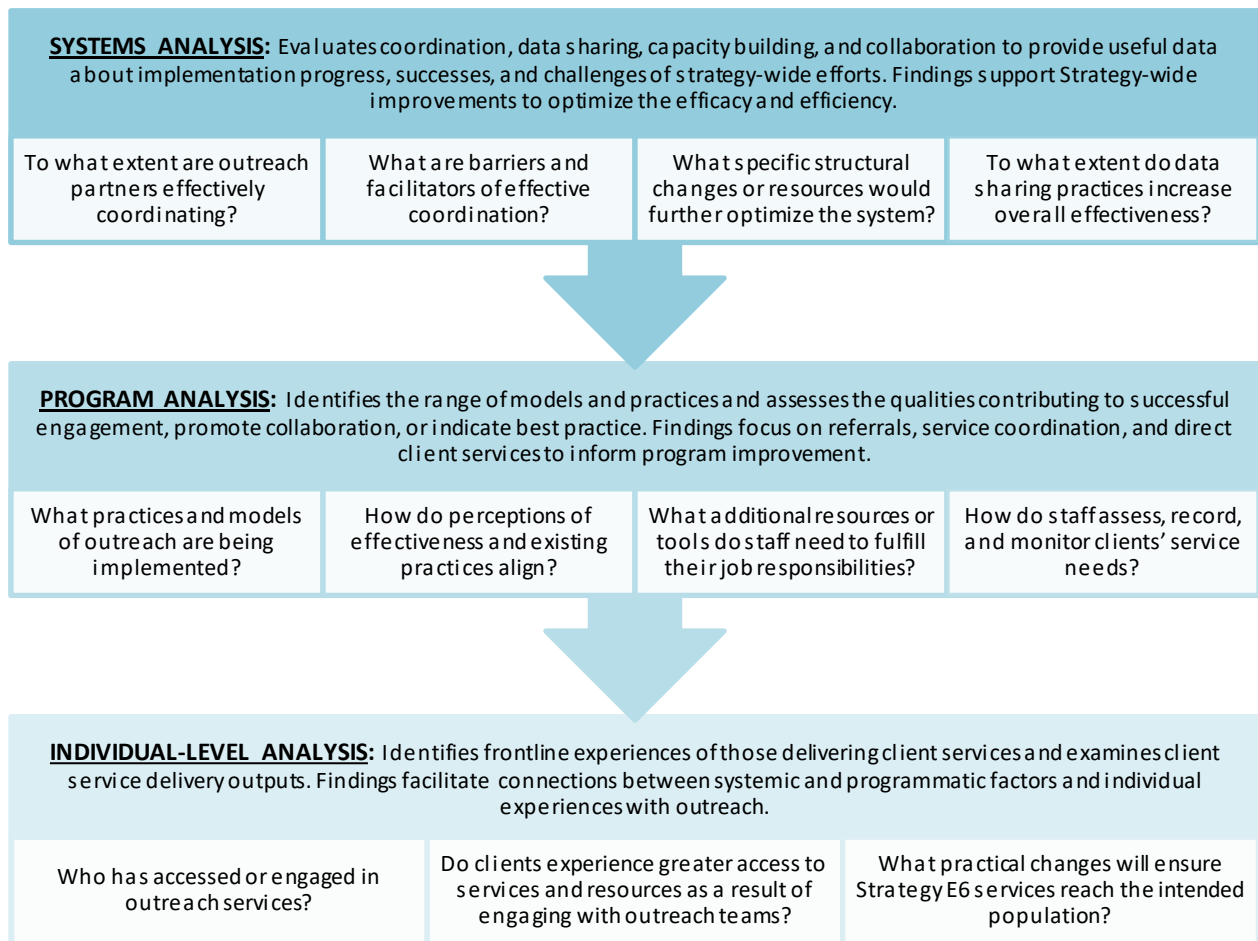 SYSTEMS ANALYSIS: Evaluates coordination, data sharing, capacity building, and collaboration to provide useful data
about implementation progress, successes, and challenges of strategy-wide efforts. Findings support Strategy-wide
improvements to optimize the efficacy and efficiency.
To what extent are outreach
partners effectively
coordinating?
What are barriers and
facilitators of effective
coordination?
What specific structural
changes or resources would
further optimize the system?
To what extent do data
sharing practices increase
overall effectiveness?
PROGRAM ANALYSIS: Identifies the range of models and practices and assesses the qualities contributing to successful
engagement, promote collaboration, or indicate best practice. Findings focus on referrals, service coordination, and direct
client services to inform program improvement.
What practices and models
of outreach are being
implemented?
How do perceptions of
effectiveness and existing
practices align?
What additional resources or
tools do staff need to fulfill
their job responsibilities?
How do staff assess, record,
and monitor clients' service
needs?
INDIVIDUAL-LEVEL ANALYSIS: Identifies frontline experiences of those delivering client services and examines client
service delivery outputs. Findings facilitate connections between systemic and programmatic factors and individual
experiences with outreach.
Who has accessed or engaged in
outreach services?
Do clients experience greater access to
services and resources as a result of
engaging with outreach teams?
What practical changes will ensure
Strategy E6 services reach the intended
population?